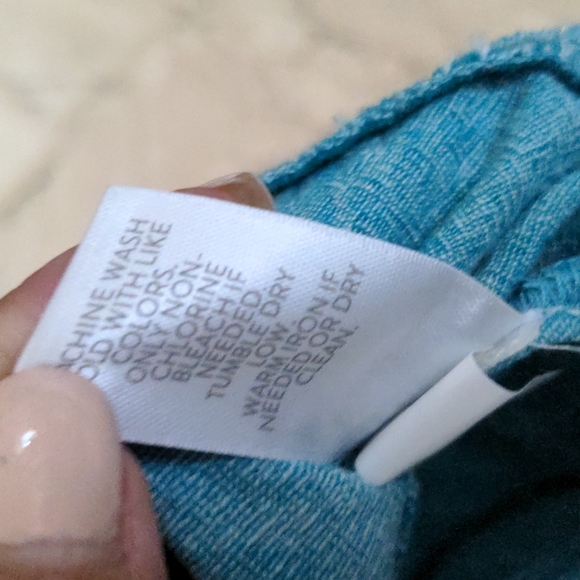 ACHINE WASH
OLD WITH LIKE
COLORS.
ONLY NON-
CHLORINE
BLEACH IF
NEEDED.
TUMBLE DRY
LOW
WARM IRON IF
NEEDED OR DRY
CLEAN.